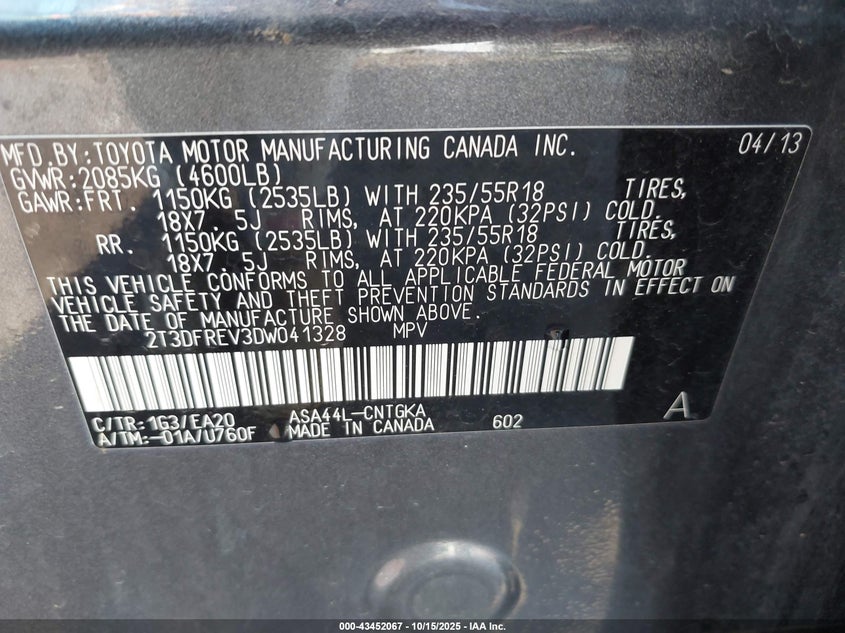 MFD.BY:TOYOTA MOTOR MANUFACTURING CANADA INC. 04/13
GVWR:2085KG (4600LB)
GAWR:FRT. 1150KG (2535LB) WITH 235/55R18 TIRES,
18X7.5J RIMS, AT 220KPA (32PSI) COLD.
RR. 1150KG (2535LB) WITH 235/55R18 TIRES,
18X7.5J RIMS, AT 220KPA (32PSI) COLD.
THIS VEHICLE CONFORMS TO ALL APPLICABLE FEDERAL MOTOR
VEHICLE SAFETY AND THEFT PREVENTION STANDARDS IN EFFECT ON
THE DATE OF MANUFACTURE SHOWN ABOVE.
2T3DFREV3DW041328 MPV
C/TR:1G3/EA20 ASA44L-CNTGKA A
A/TM:-01A/U760F MADE IN CANADA 602
000-43452067 - 10/15/2025 - IAA Inc.